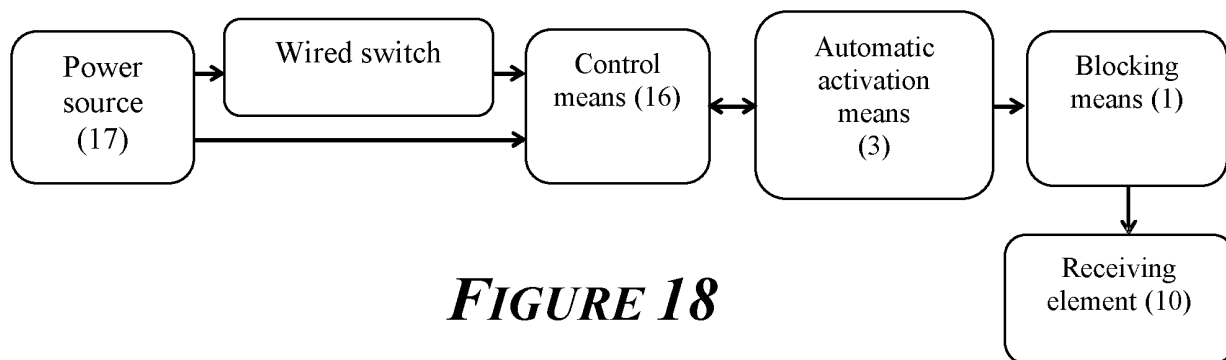 Power
source
(17)
Wired switch
Control
means (16)
Automatic
activation
means
(3)
Blocking
means (1)
Receiving
element (10)
FIGURE 18